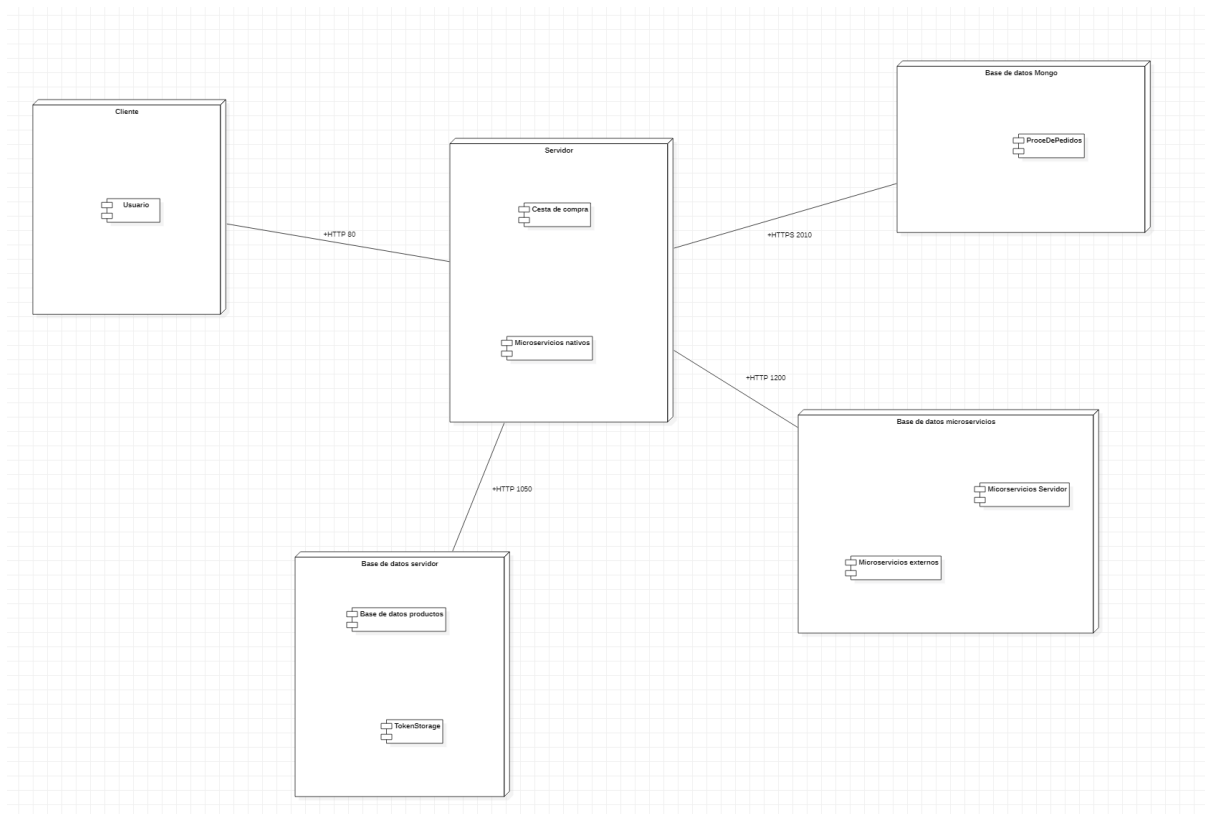 Base de datos Mongo
ProceDePedidos
Cliente
Usuario
Servidor
Cesta de compra
Microservicios nativos
+HTTP 80
+HTTPS 2010
+HTTP 1200
+HTTP 1050
Base de datos microservicios
Micorservicios Servidor
Microservicios externos
Base de datos servidor
Base de datos productos
TokenStorage